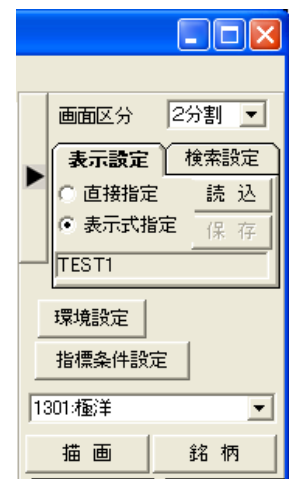 画面区分 2分割
表示設定 検索設定
直接指定 読 込
表示式指定 保 存
TEST1
環境設定
指標条件設定
1301:極洋
描 画 銘 柄